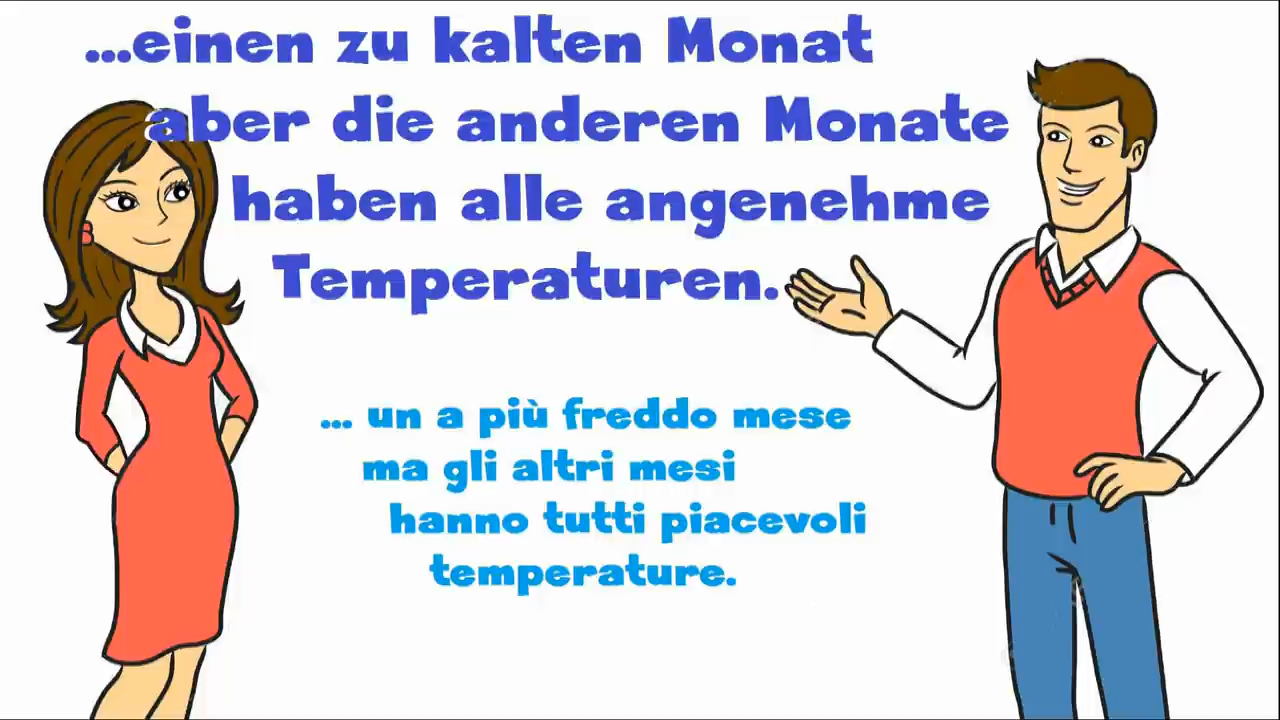 ...einen zu kalten Monat
aber die anderen Monate
haben alle angenehme
Temperaturen.
... un a più freddo mese
ma gli altri mesi
hanno tutti piacevoli
temperature.